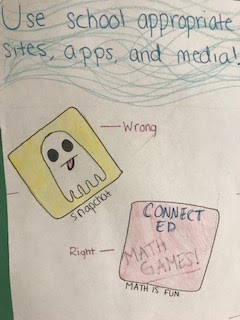 Use school appropriate
sites, apps, and media!
Wrong
Snapchat
CONNECT
ED
Right
MATH
GAMES!
MATH IS FUN